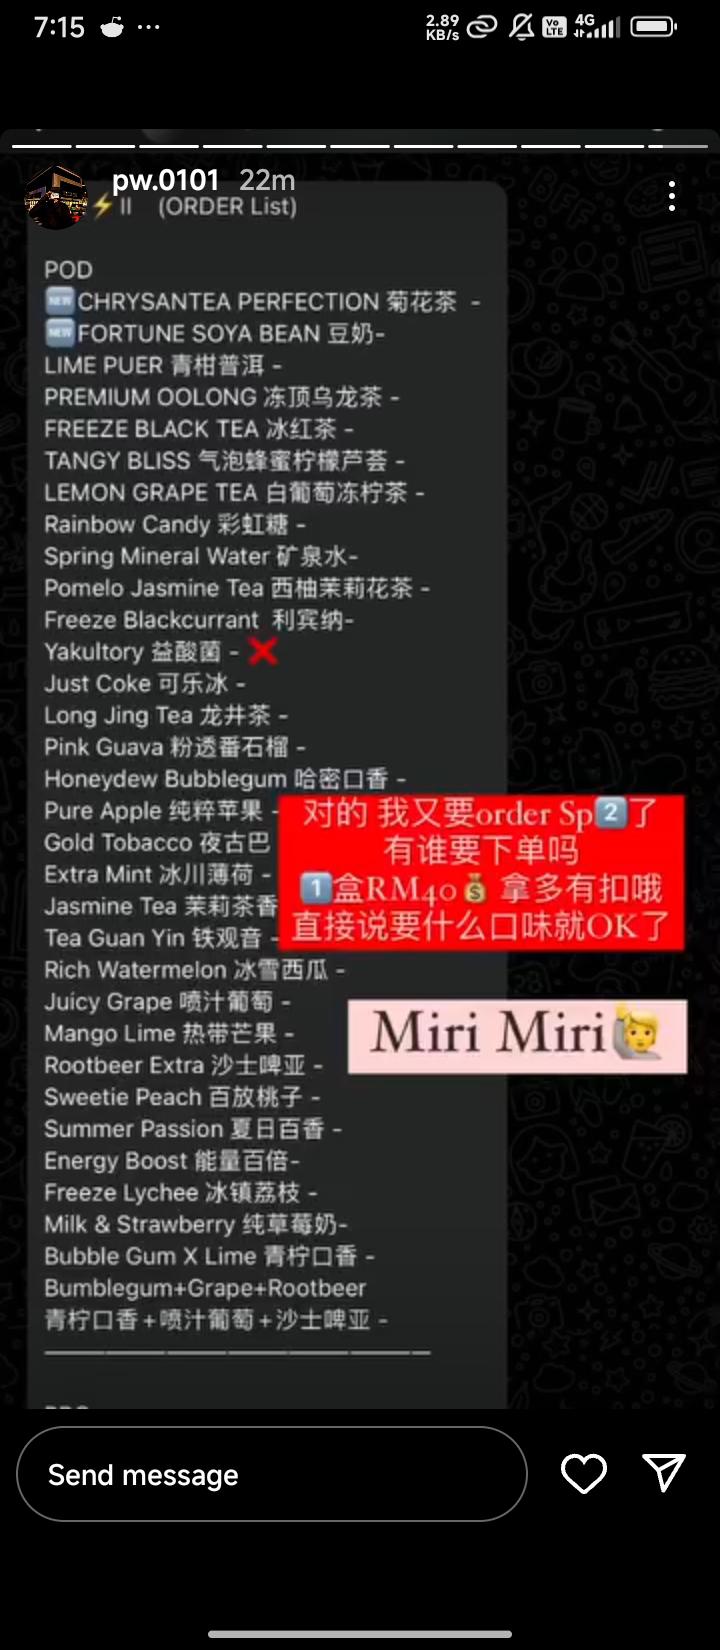 7:15
2.89 KB/s
Vo LTE
4G
pw.0101 22m
⚡II (ORDER List)
POD
🆕CHRYSANTEA PERFECTION 菊花茶 -
🆕FORTUNE SOYA BEAN 豆奶-
LIME PUER 青柑普洱 -
PREMIUM OOLONG 冻顶乌龙茶 -
FREEZE BLACK TEA 冰红茶 -
TANGY BLISS 气泡蜂蜜柠檬芦荟 -
LEMON GRAPE TEA 白葡萄冻柠茶 -
Rainbow Candy 彩虹糖 -
Spring Mineral Water 矿泉水-
Pomelo Jasmine Tea 西柚茉莉花茶 -
Freeze Blackcurrant 利宾纳-
Yakultory 益酸菌 - ❌
Just Coke 可乐冰 -
Long Jing Tea 龙井茶 -
Pink Guava 粉透番石榴 -
Honeydew Bubblegum 哈密口香 -
Pure Apple 纯粹苹果 -
Gold Tobacco 夜古巴
Extra Mint 冰川薄荷 -
Jasmine Tea 茉莉茶香
Tea Guan Yin 铁观音 -
Rich Watermelon 冰雪西瓜 -
Juicy Grape 喷汁葡萄 -
Mango Lime 热带芒果 -
Rootbeer Extra 沙士啤亚 -
Sweetie Peach 百放桃子 -
Summer Passion 夏日百香 -
Energy Boost 能量百倍-
Freeze Lychee 冰镇荔枝 -
Milk & Strawberry 纯草莓奶-
Bubble Gum X Lime 青柠口香 -
Bumblegum+Grape+Rootbeer
青柠口香+喷汁葡萄+沙士啤亚 -
对的 我又要order Sp2️⃣了
有谁要下单吗
1️⃣盒RM40💰 拿多有扣哦
直接说要什么口味就OK了
Miri Miri🙋
Send message